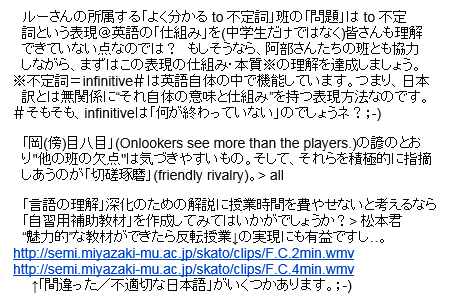 ルーさんの所属する「よく分かる to 不定詞」班の「問題」は to 不定
詞という表現@英語の「仕組み」を(中学生だけではなく)皆さんも理解
できていない点なのでは？　もしそうなら、阿部さんたちの班とも協力
しながら、まずはこの表現の仕組み・本質※の理解を達成しましょう。
※不定詞＝infinitive＃は英語自体の中で機能しています。つまり、日本
訳とは無関係に“それ自体の意味と仕組み”を持つ表現方法なのです。
＃そもそも、infinitiveは「何が終わっていない」のでしょうネ？；-)
「岡(傍)目八目」(Onlookers see more than the players.)の諺のとお
り"他の班の欠点"は気づきやすいもの。そして、それらを積極的に指摘
しあうのが「切磋琢磨」(friendly rivalry)。> all
「言語の理解」深化のための解説に授業時間を費やせないと考えるなら
「自習用補助教材」を作成してみてはいかがでしょうか？> 松本君
“魅力的”な教材ができたら反転授業↓の実現にも有益ですし‥。
http://semi.miyazaki-mu.ac.jp/skato/clips/F.C.2min.wmv
http://semi.miyazaki-mu.ac.jp/skato/clips/F.C.4min.wmv
↑「間違った／不適切な日本語」がいくつかあります。；-)